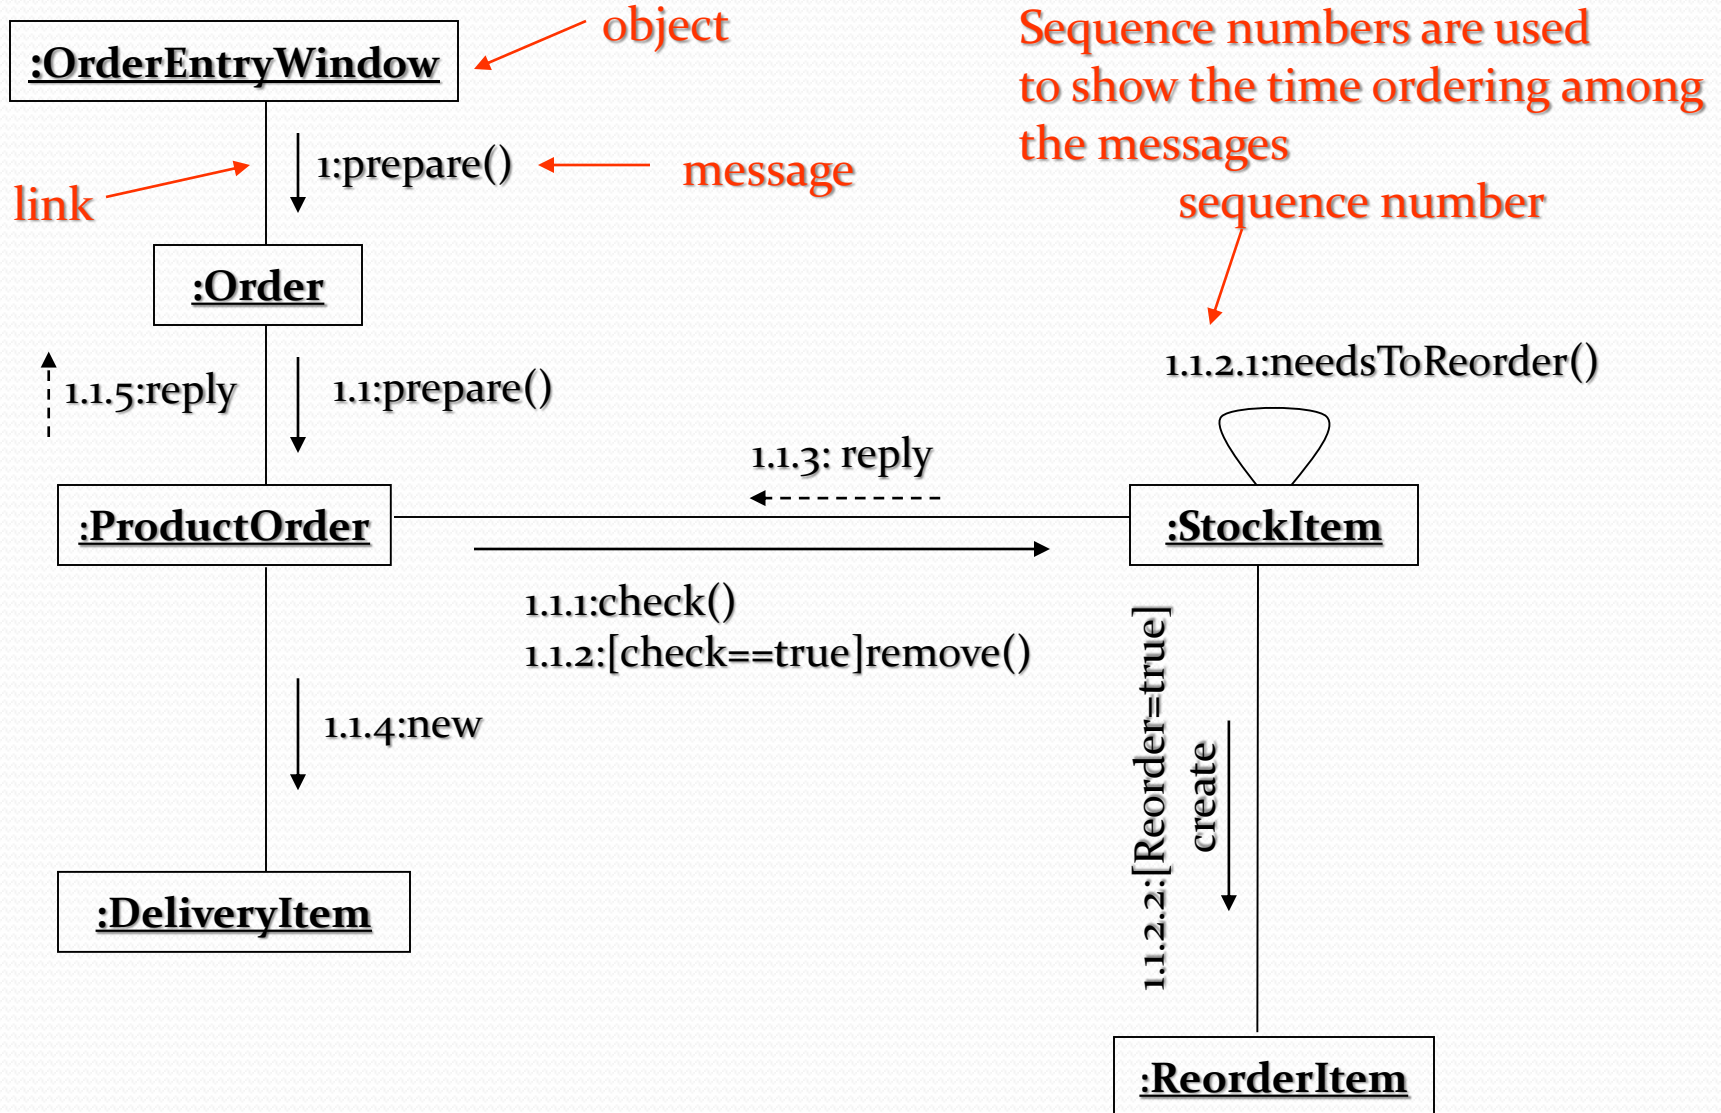 :OrderEntryWindow
object
Sequence numbers are used
to show the time ordering among
the messages
1:prepare()
message
link
sequence number
:Order
1.1.2.1:needsToReorder()
1.1.5:reply
1.1:prepare()
1.1.3: reply
:ProductOrder
:StockItem
1.1.1:check()
1.1.2:[check==true]remove()
1.1.4:new
1.1.2.2:[Reorder=true]
create
:DeliveryItem
:ReorderItem